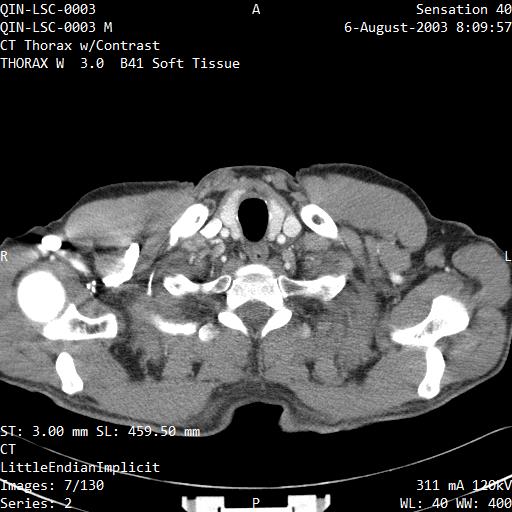 QIN-LSC-0003
A
Sensation 40
QIN-LSC-0003 M
6-August-2003 8:09:57
CT Thorax w/Contrast
THORAX W 3.0 B41 Soft Tissue
R
L
ST: 3.00 mm SL: 459.50 mm
CT
LittleEndianImplicit
Images: 7/130
311 mA 120kV
Series: 2
P
WL: 40 WW: 400